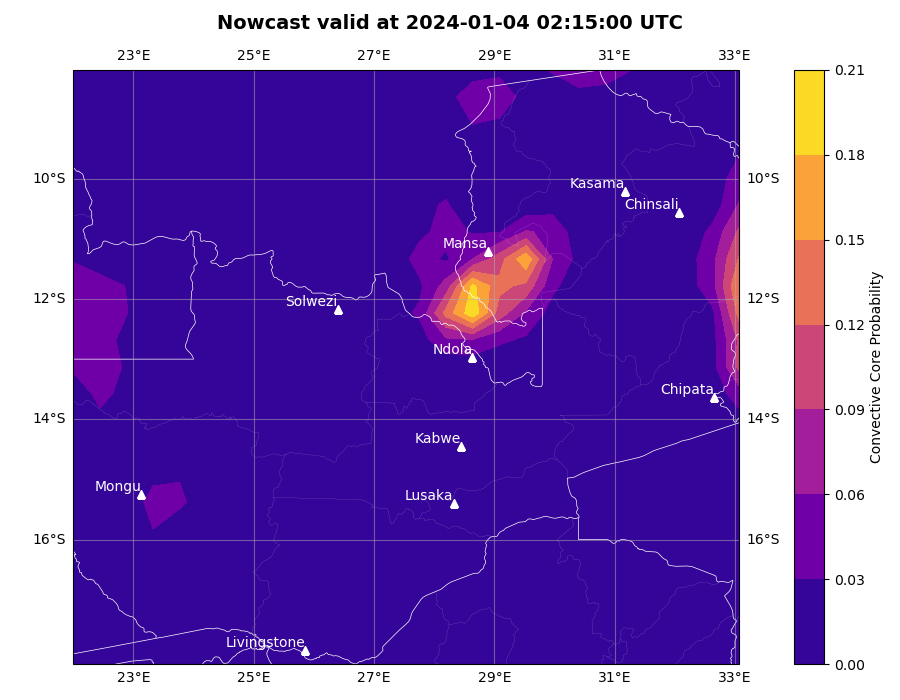 Nowcast valid at 2024-01-04 02:15:00 UTC
23°E 25°E 27°E 29°E 31°E 33°E
10°S 10°S
12°S 12°S
14°S 14°S
16°S 16°S
Kasama
Chinsali
Mansa
Solwezi
Ndola
Chipata
Kabwe
Mongu
Lusaka
Livingstone
23°E 25°E 27°E 29°E 31°E 33°E
0.21
0.18
0.15
0.12
0.09
0.06
0.03
0.00
Convective Core Probability